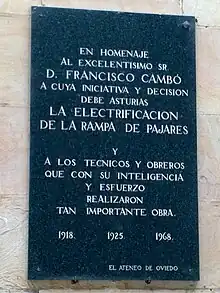 EN HOMENAJE
AL EXCELENTISIMO SR.
D. FRANCISCO CAMBÓ
A CUYA INICIATIVA Y DECISION
DEBE ASTURIAS
LA ELECTRIFICACION
DE LA RAMPA DE PAJARES
Y
A LOS TECNICOS Y OBREROS
QUE CON SU INTELIGENCIA
Y ESFUERZO
REALIZARON
TAN IMPORTANTE OBRA.
1918. 1925. 1968.
EL ATENEO DE OVIEDO